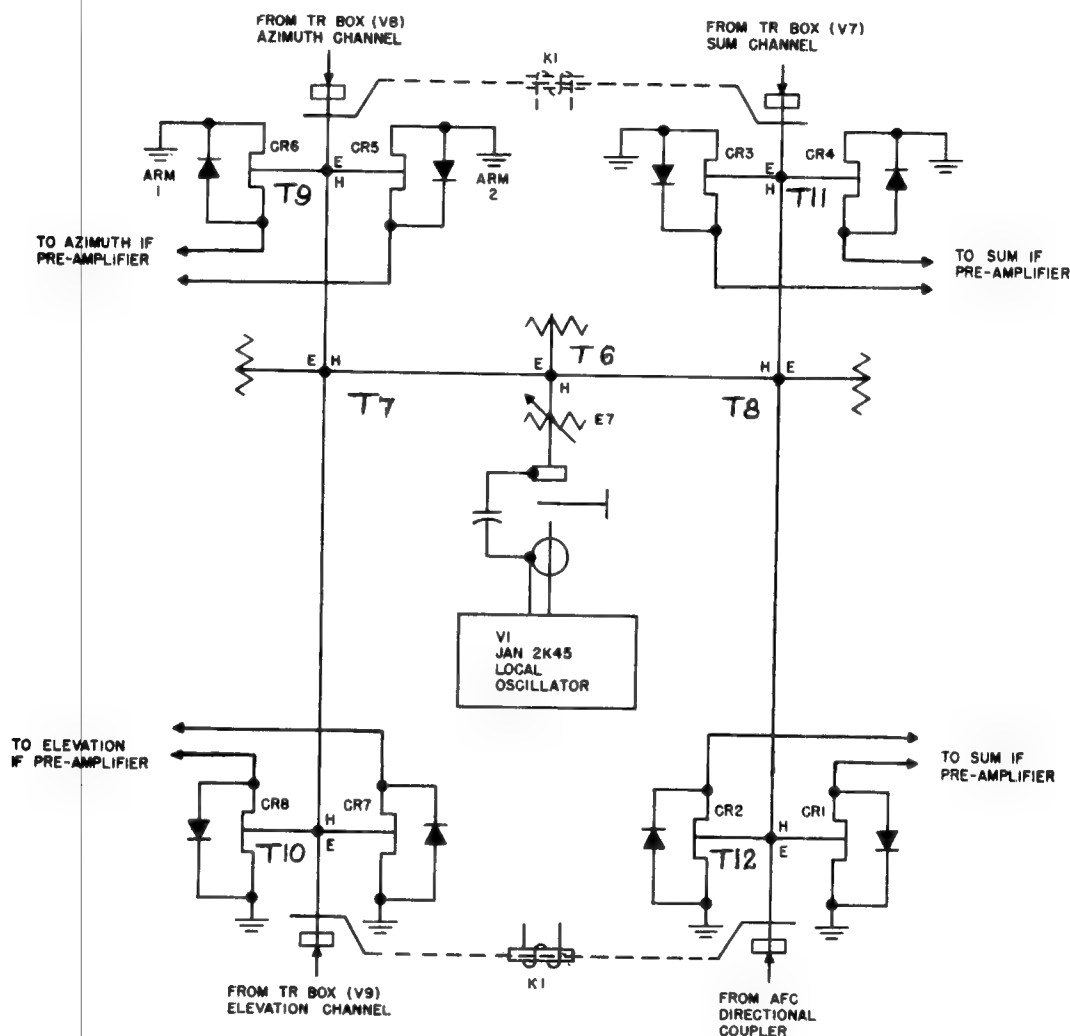 FROM TR BOX (V8)
AZIMUTH CHANNEL
FROM TR BOX (V7)
SUM CHANNEL
K1
CR6
CR5
CR3
CR4
E
H
E
H
ARM
1
ARM
2
T9
T11
TO AZIMUTH IF
PRE-AMPLIFIER
TO SUM IF
PRE-AMPLIFIER
E H
E
T6
H E
T7
H
T8
E7
V1
JAN 2K45
LOCAL
OSCILLATOR
TO ELEVATION
IF PRE-AMPLIFIER
TO SUM IF
PRE-AMPLIFIER
CR8
CR7
CR2
CR1
H
E
H
E
T10
T12
K1
FROM TR BOX (V9)
ELEVATION CHANNEL
FROM AFC
DIRECTIONAL
COUPLER